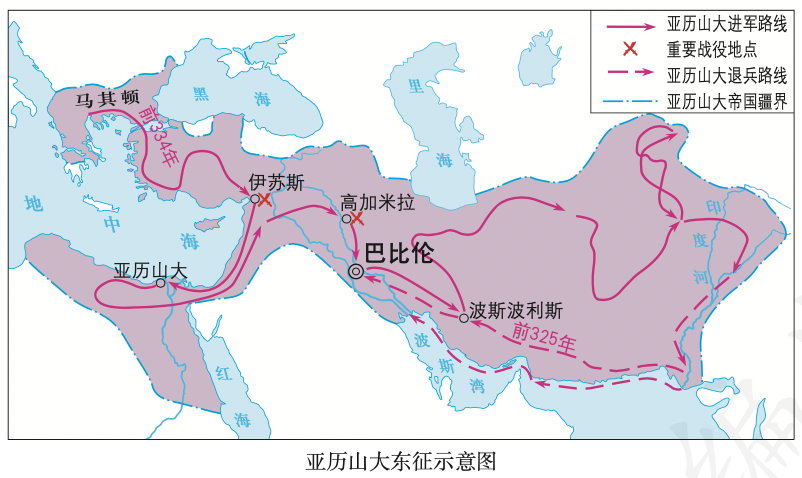 亚历山大进军路线
重要战役地点
亚历山大退兵路线
亚历山大帝国疆界
马其顿
前334年
黑海
里海
地中海
伊苏斯
高加米拉
巴比伦
亚历山大
波斯波利斯
前325年
印度河
波斯湾
红海
亚历山大东征示意图